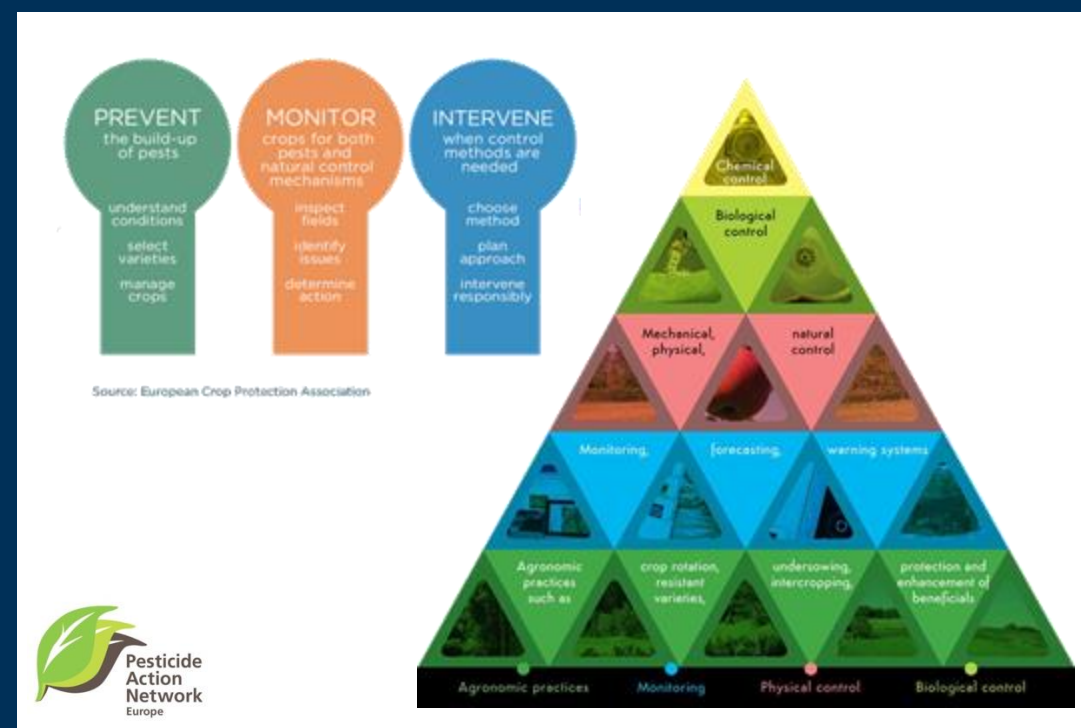 PREVENT
the build-up
of pests
understand
conditions
select
varieties
manage
crops
MONITOR
crops for both
pests and
natural control
mechanisms
inspect
fields
identify
issues
determine
action
INTERVENE
when control
methods are
needed
choose
method
plan
approach
intervene
responsibly
Source: European Crop Protection Association
Chemical
control
Biological
control
Mechanical,
physical,
natural
control
Monitoring,
forecasting,
warning systems
Agronomic
practices
such as
crop rotation,
resistant
varieties,
undersowing,
intercropping,
protection and
enhancement of
beneficials
Agronomic practices
Monitoring
Physical control
Biological control
Pesticide
Action
Network
Europe